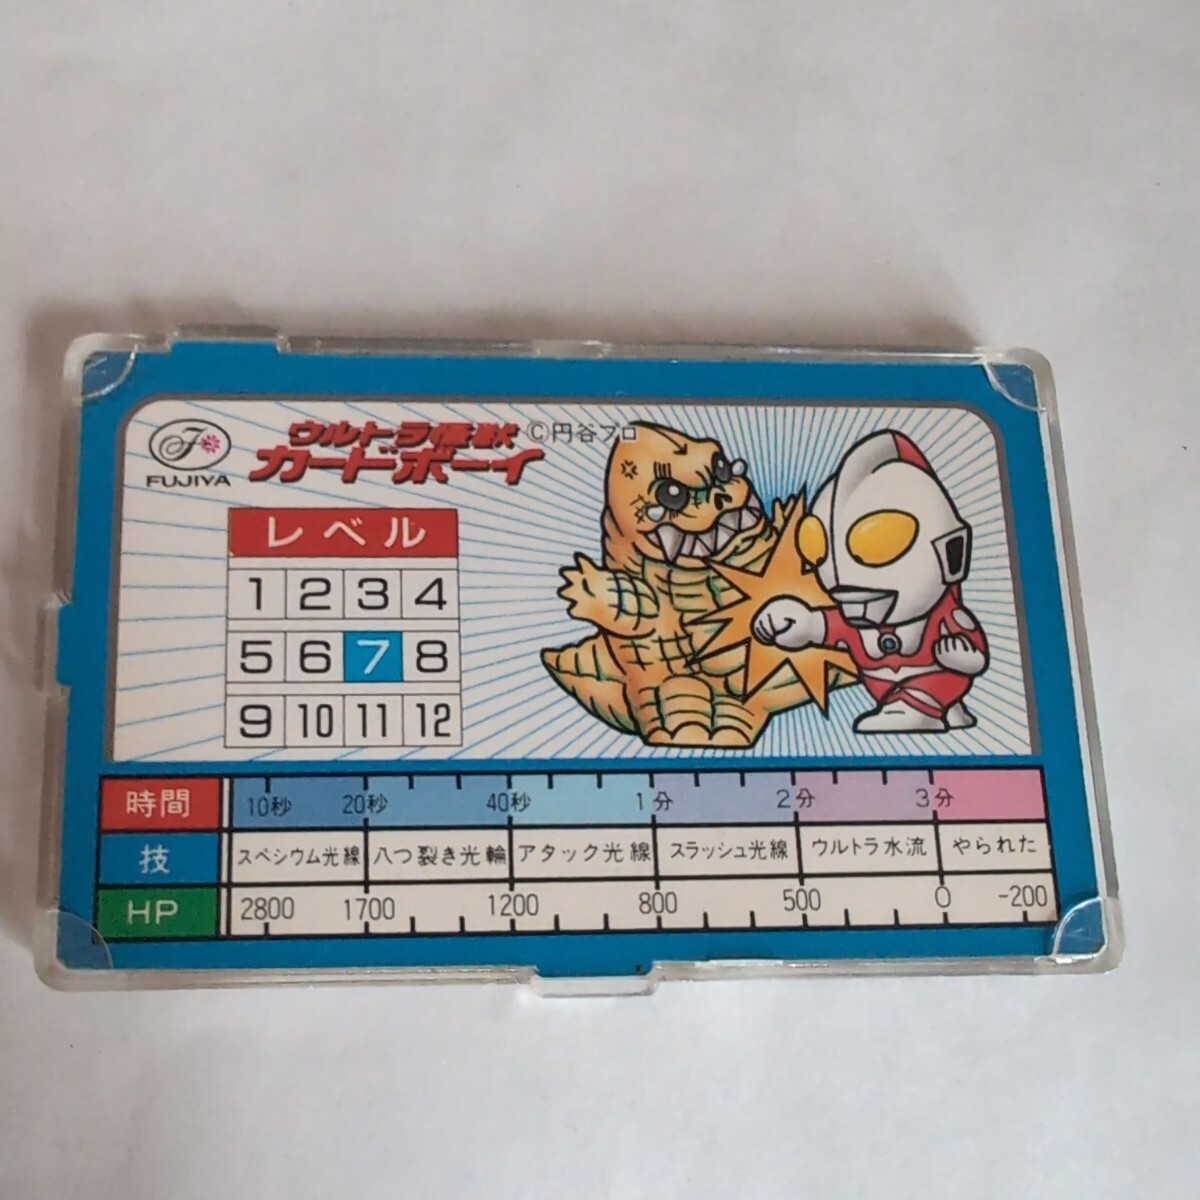 FUJIYA
ウルトラ怪獣
カードボーイ
©円谷プロ
レベル
1 2 3 4
5 6 7 8
9 10 11 12
時間 10秒 20秒 40秒 1分 2分 3分
技 スペシウム光線 八つ裂き光輪 アタック光線 スラッシュ光線 ウルトラ水流 やられた
HP 2800 1700 1200 800 500 0 -200